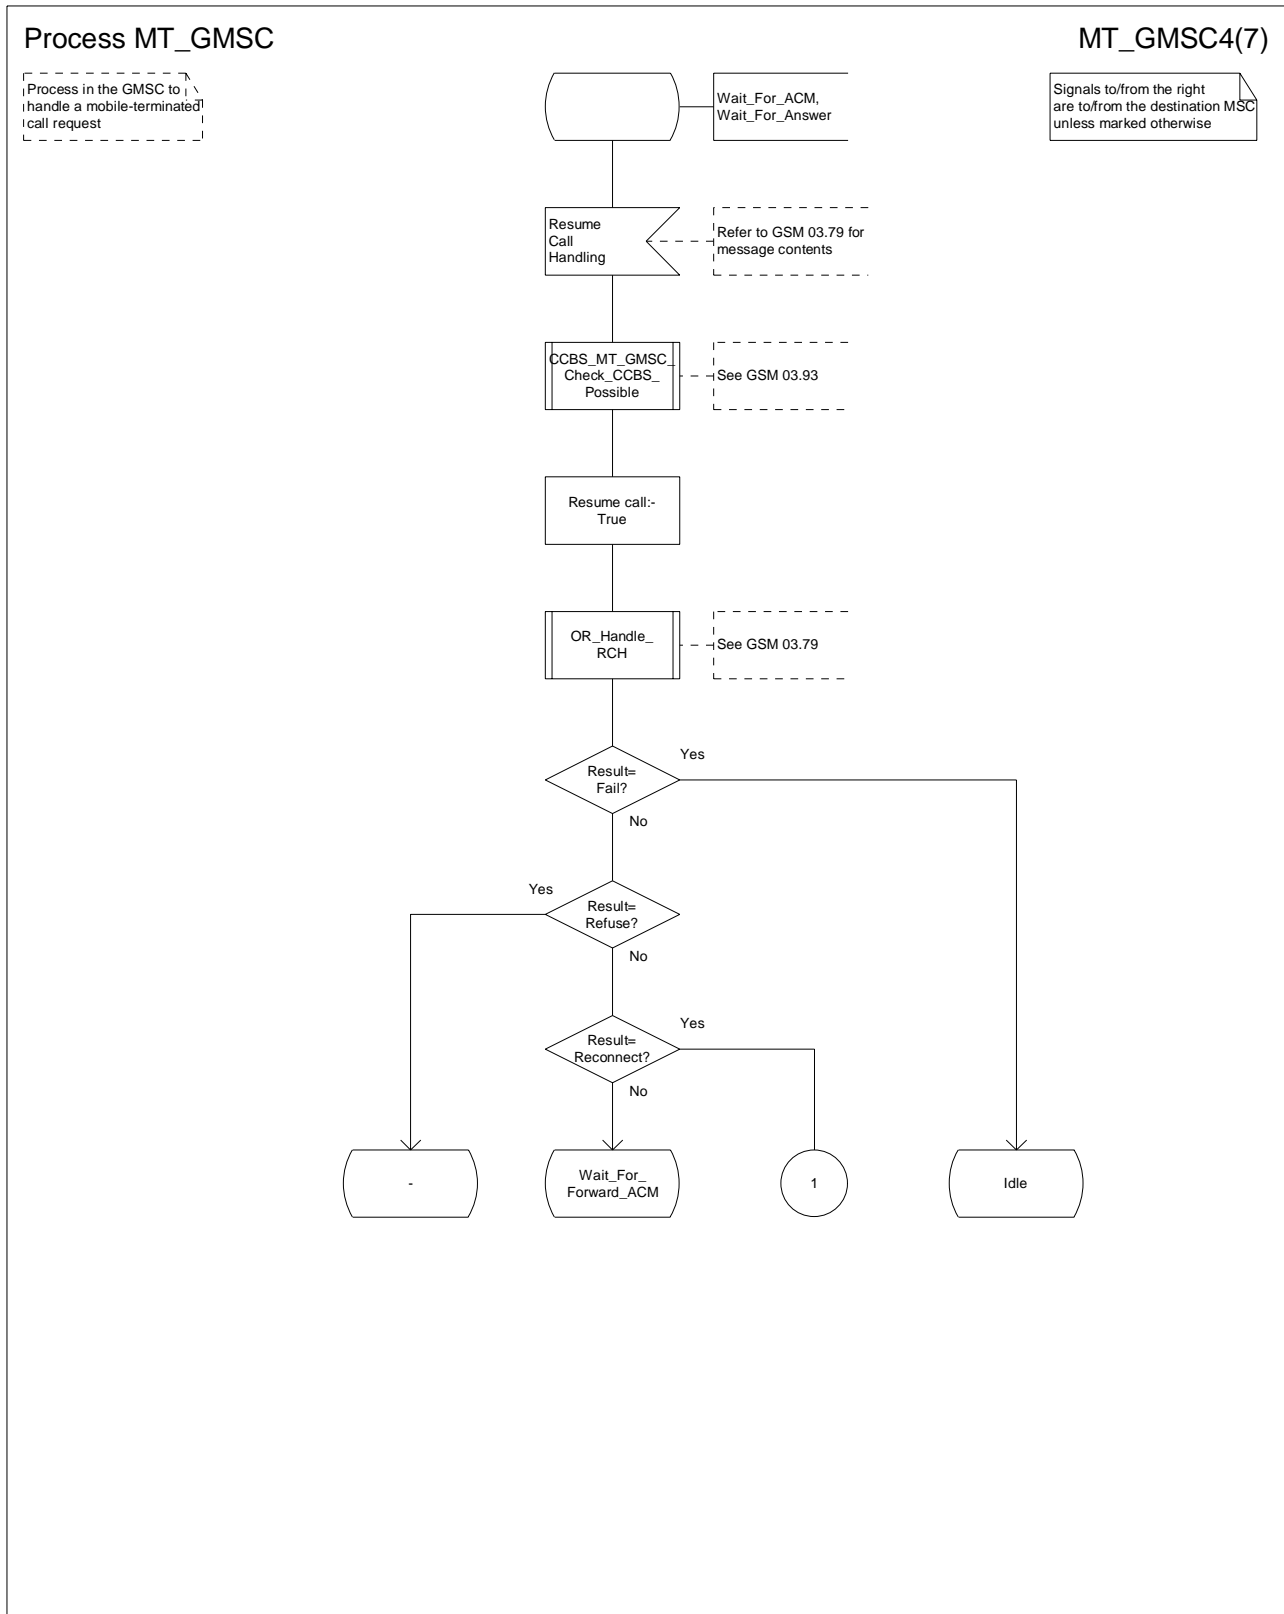 Process MT_GMSC
MT_GMSC4(7)
Process in the GMSC to
handle a mobile-terminated
call request
Wait_For_ACM,
Wait_For_Answer
Signals to/from the right
are to/from the destination MSC
unless marked otherwise
Resume
Call
Handling
Refer to GSM 03.79 for
message contents
CCBS_MT_GMSC_
Check_CCBS_
Possible
See GSM 03.93
Resume call:-
True
OR_Handle_
RCH
See GSM 03.79
Result=
Fail?
Yes
No
Yes
Result=
Refuse?
No
Result=
Reconnect?
Yes
No
-
Wait_For_
Forward_ACM
1
Idle